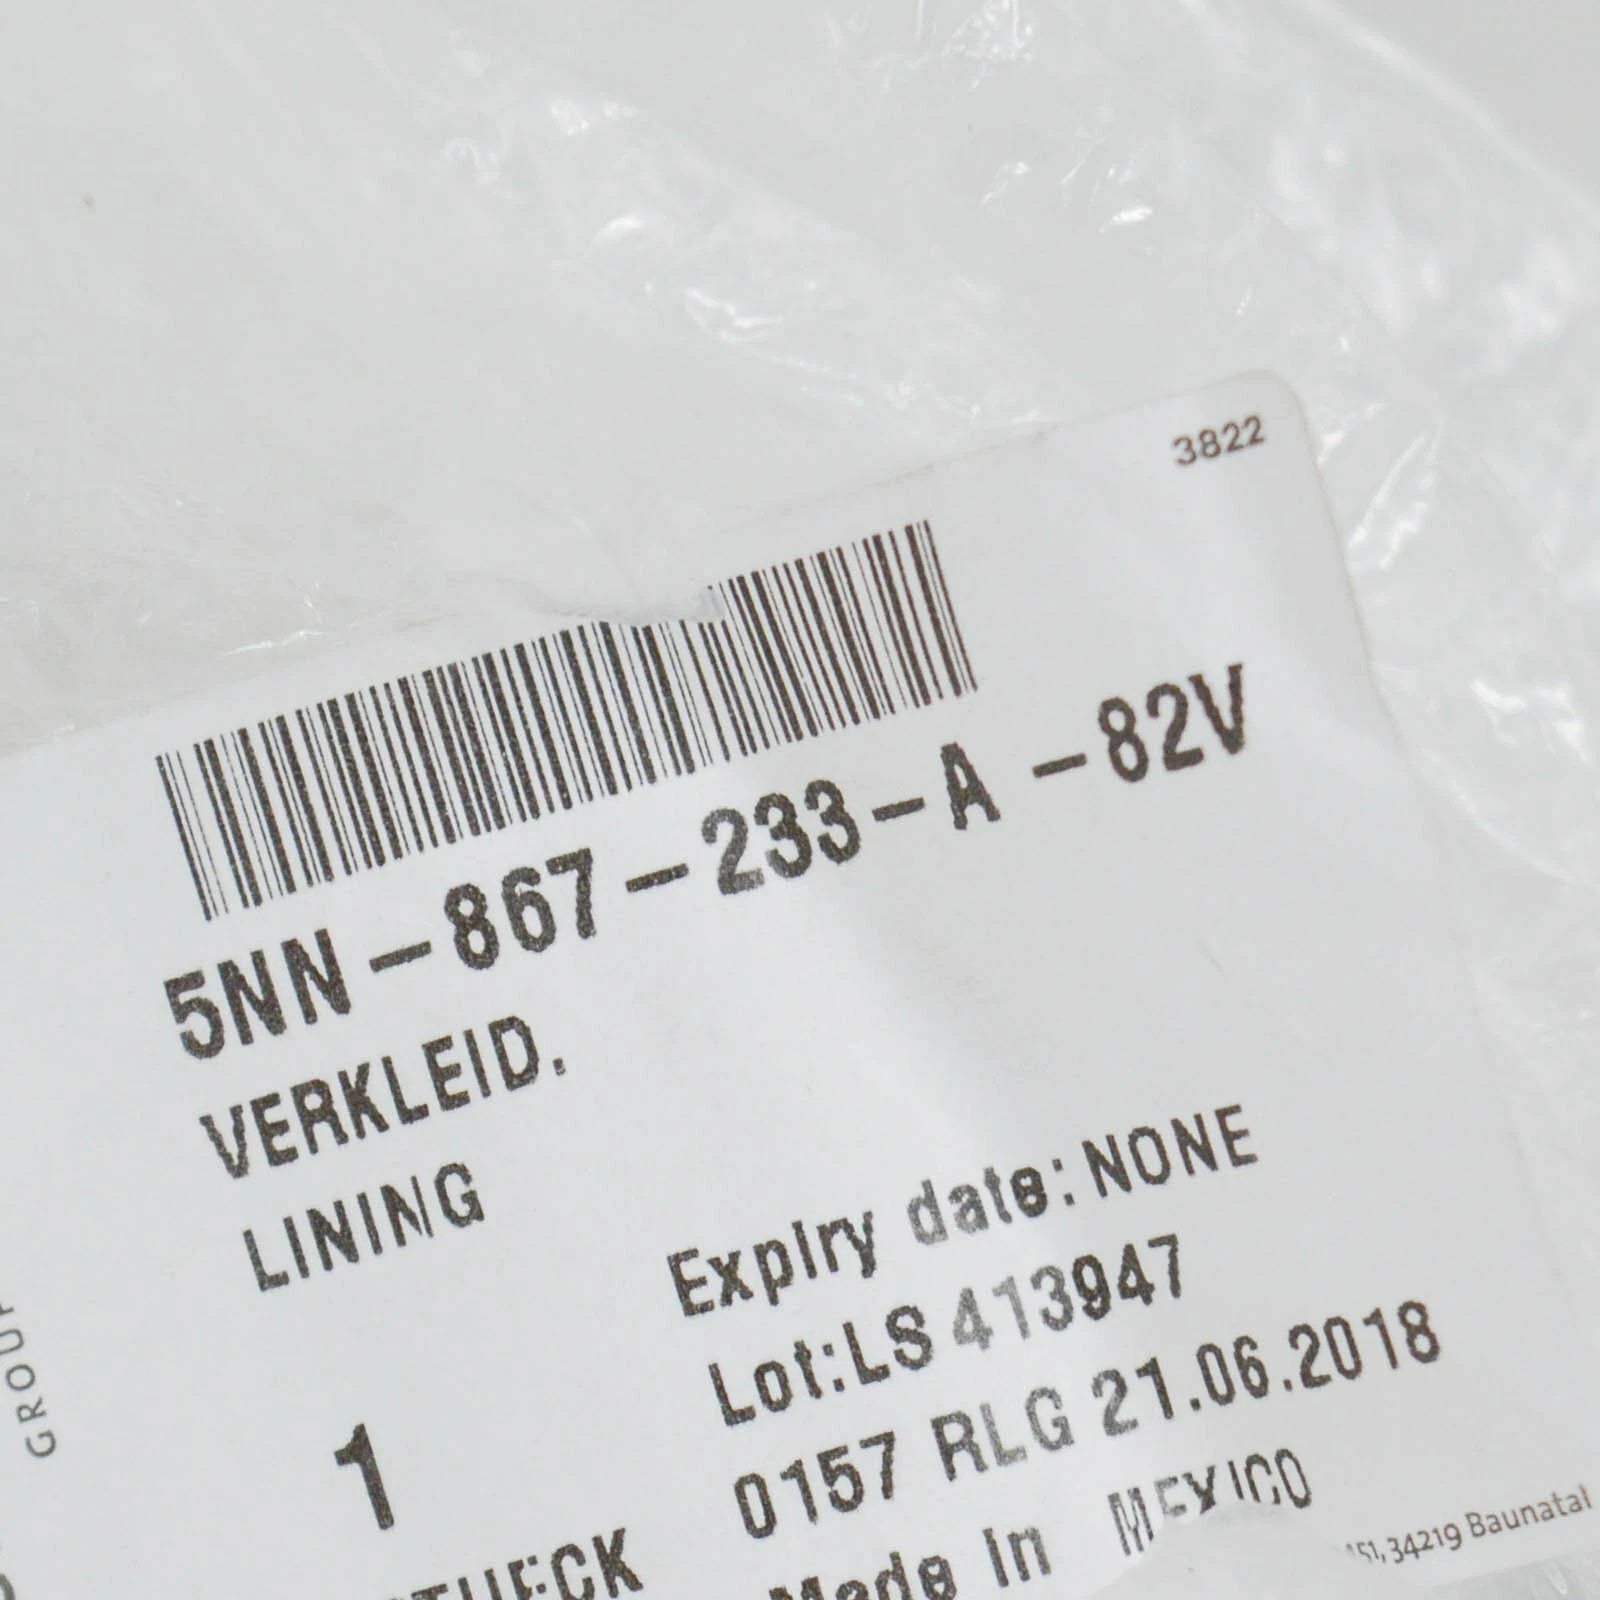 3822
5NN-867-233-A -82V
VERKLEID.
LINING
Expiry date: NONE
Lot:LS 413947
0157 RLG 21.06.2018
1
Made In MEXICO
34219 Baunatal
GROUP